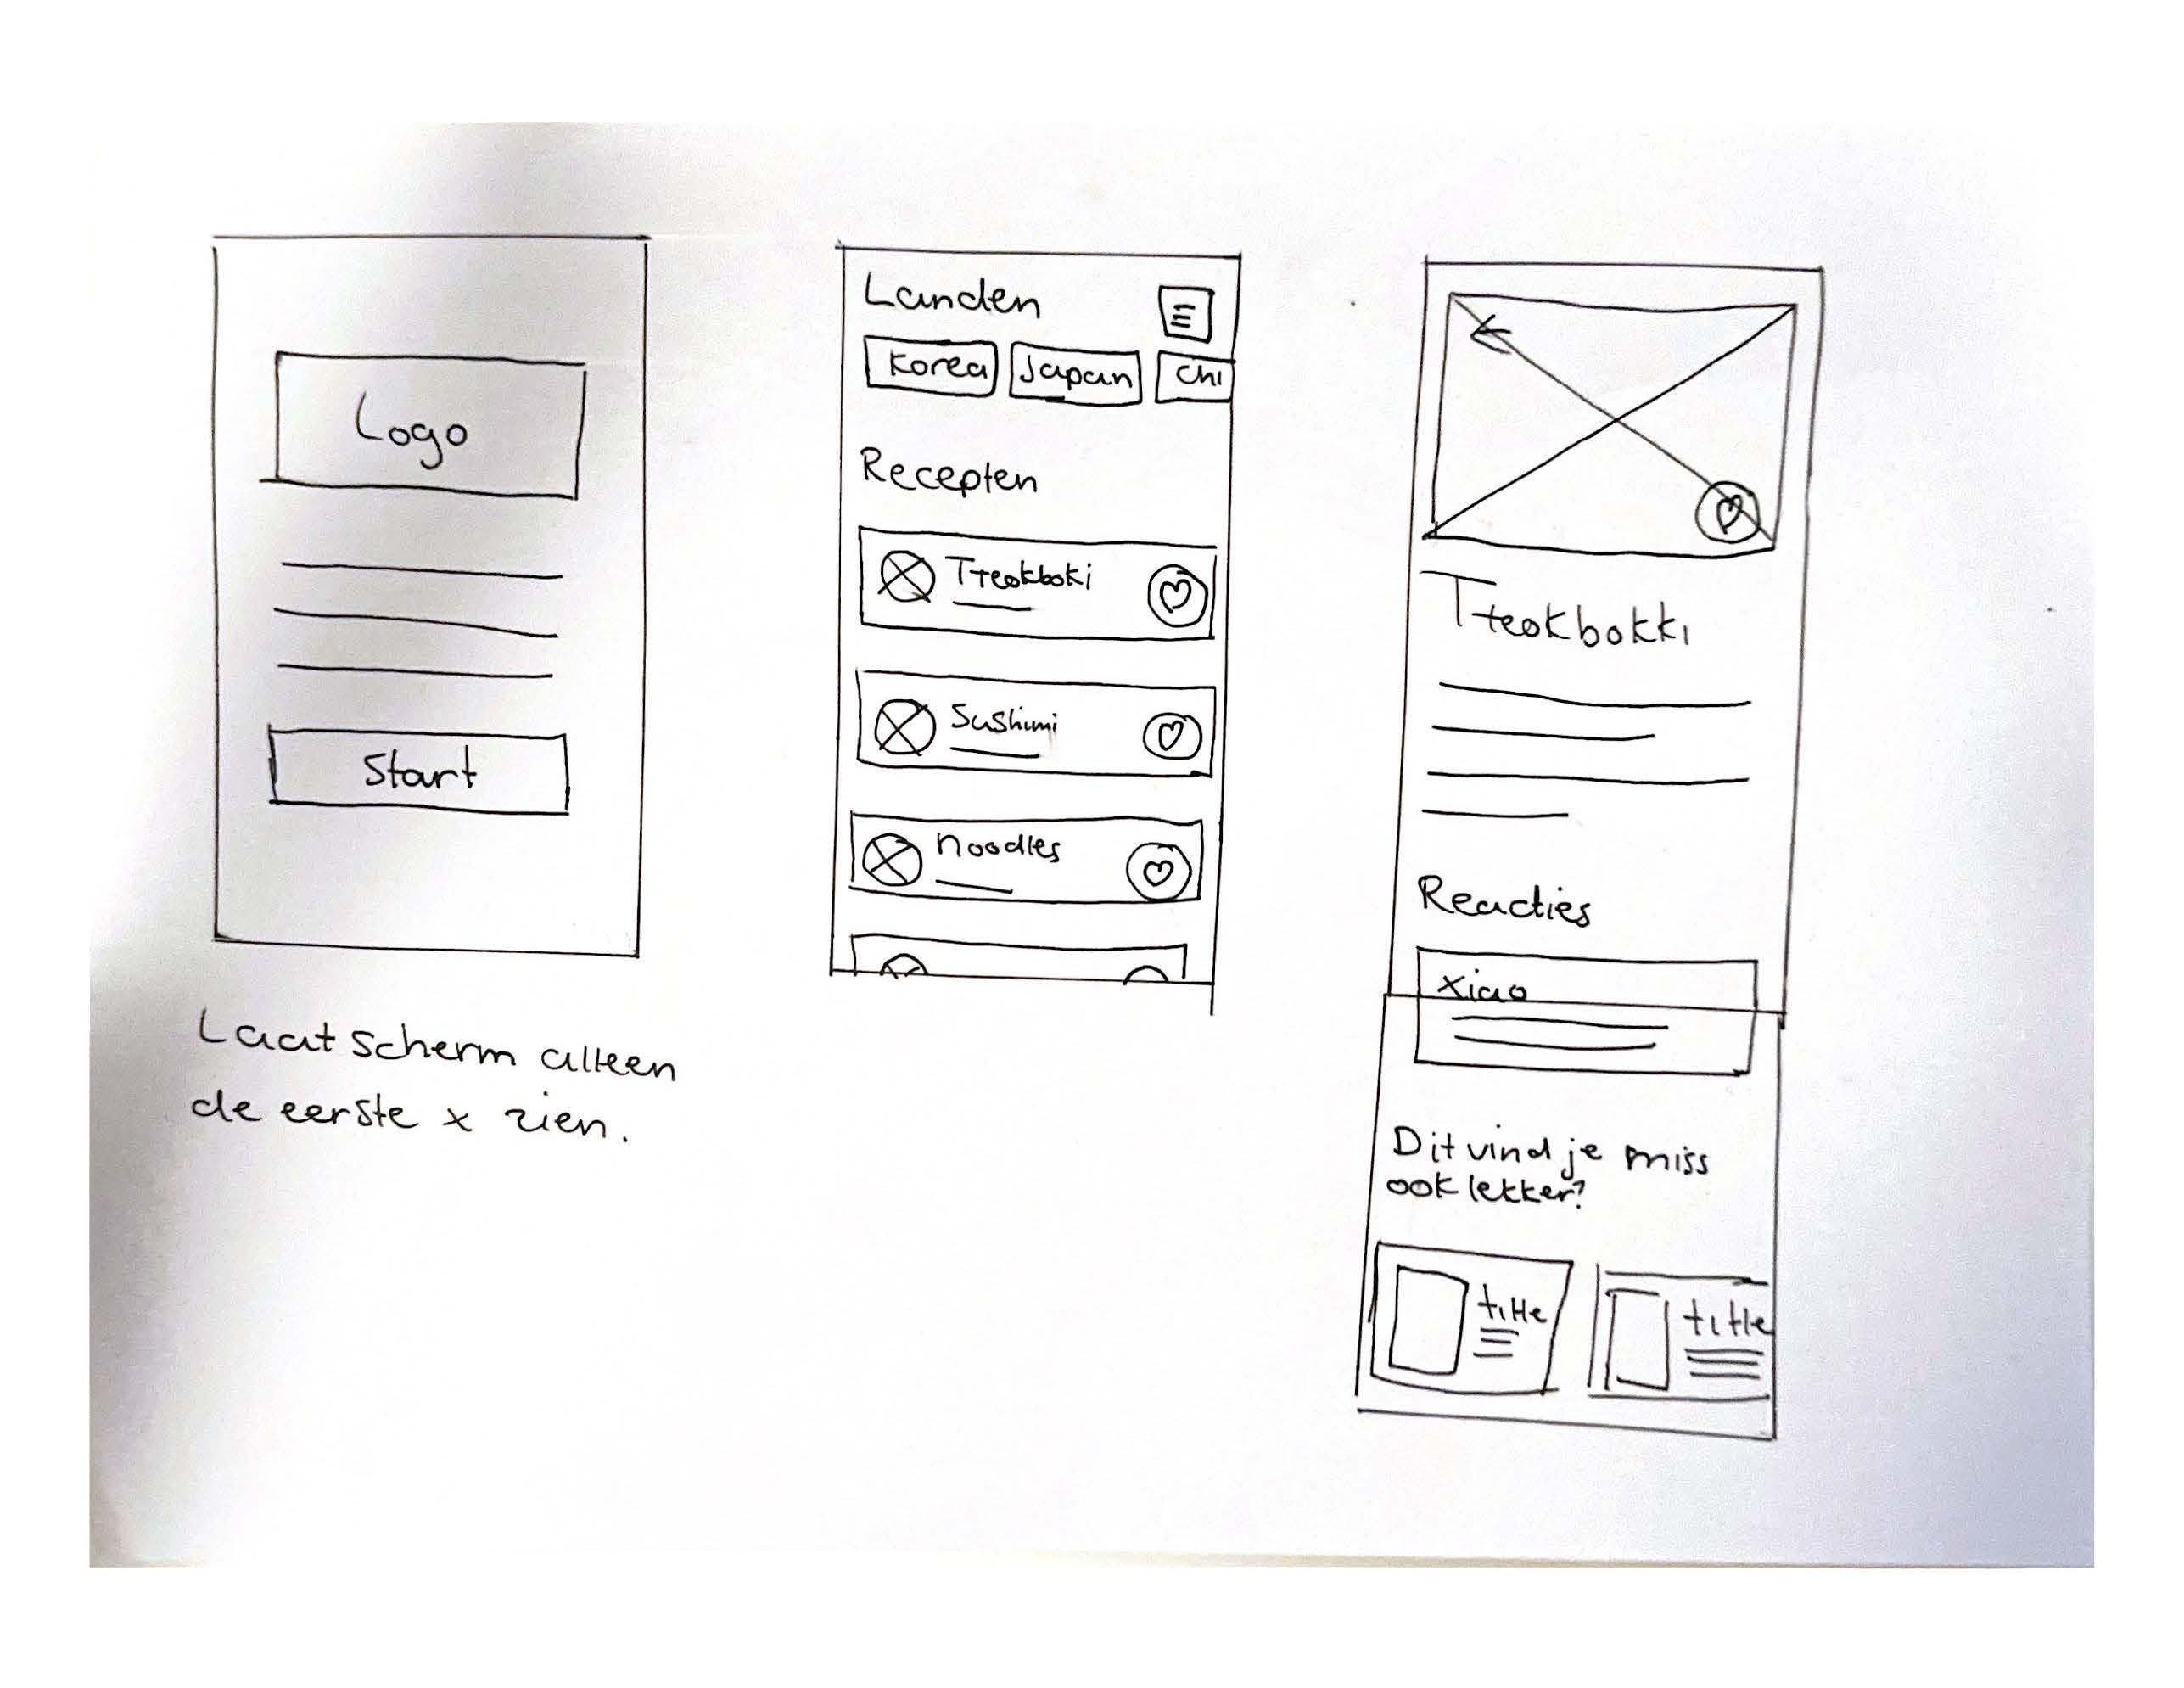 Logo
Start
Laat scherm alleen
de eerste x zien.
Landen
Korea
Japan
Chi
Recepten
Tteokboki
Sushimi
noodles
Tteokbokki
Reacties
Xiao
Dit vind je miss
ook lekker?
title
title